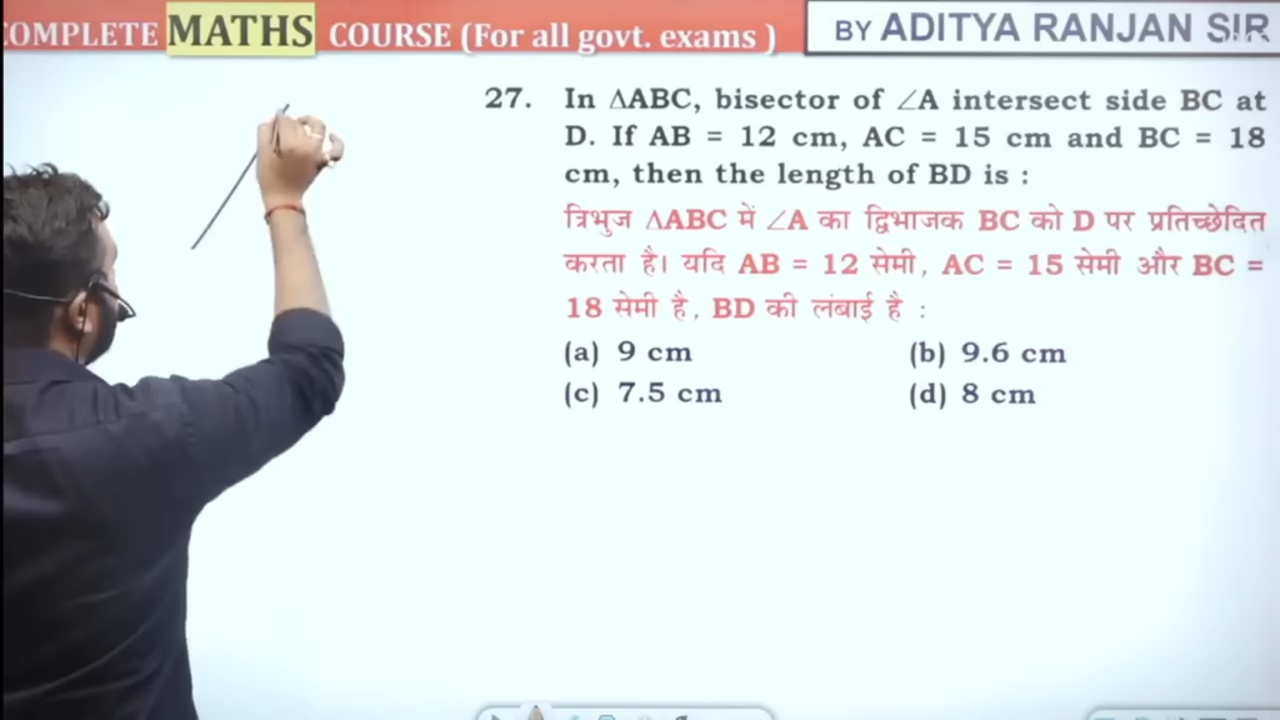 OMPLETE MATHS COURSE (For all govt. exams ) BY ADITYA RANJAN SIR
27. In ΔABC, bisector of ∠A intersect side BC at
D. If AB = 12 cm, AC = 15 cm and BC = 18
cm, then the length of BD is :
त्रिभुज ΔABC में ∠A का द्विभाजक BC को D पर प्रतिच्छेदित
करता है। यदि AB = 12 सेमी, AC = 15 सेमी और BC =
18 सेमी है, BD की लंबाई है :
(a) 9 cm (b) 9.6 cm
(c) 7.5 cm (d) 8 cm